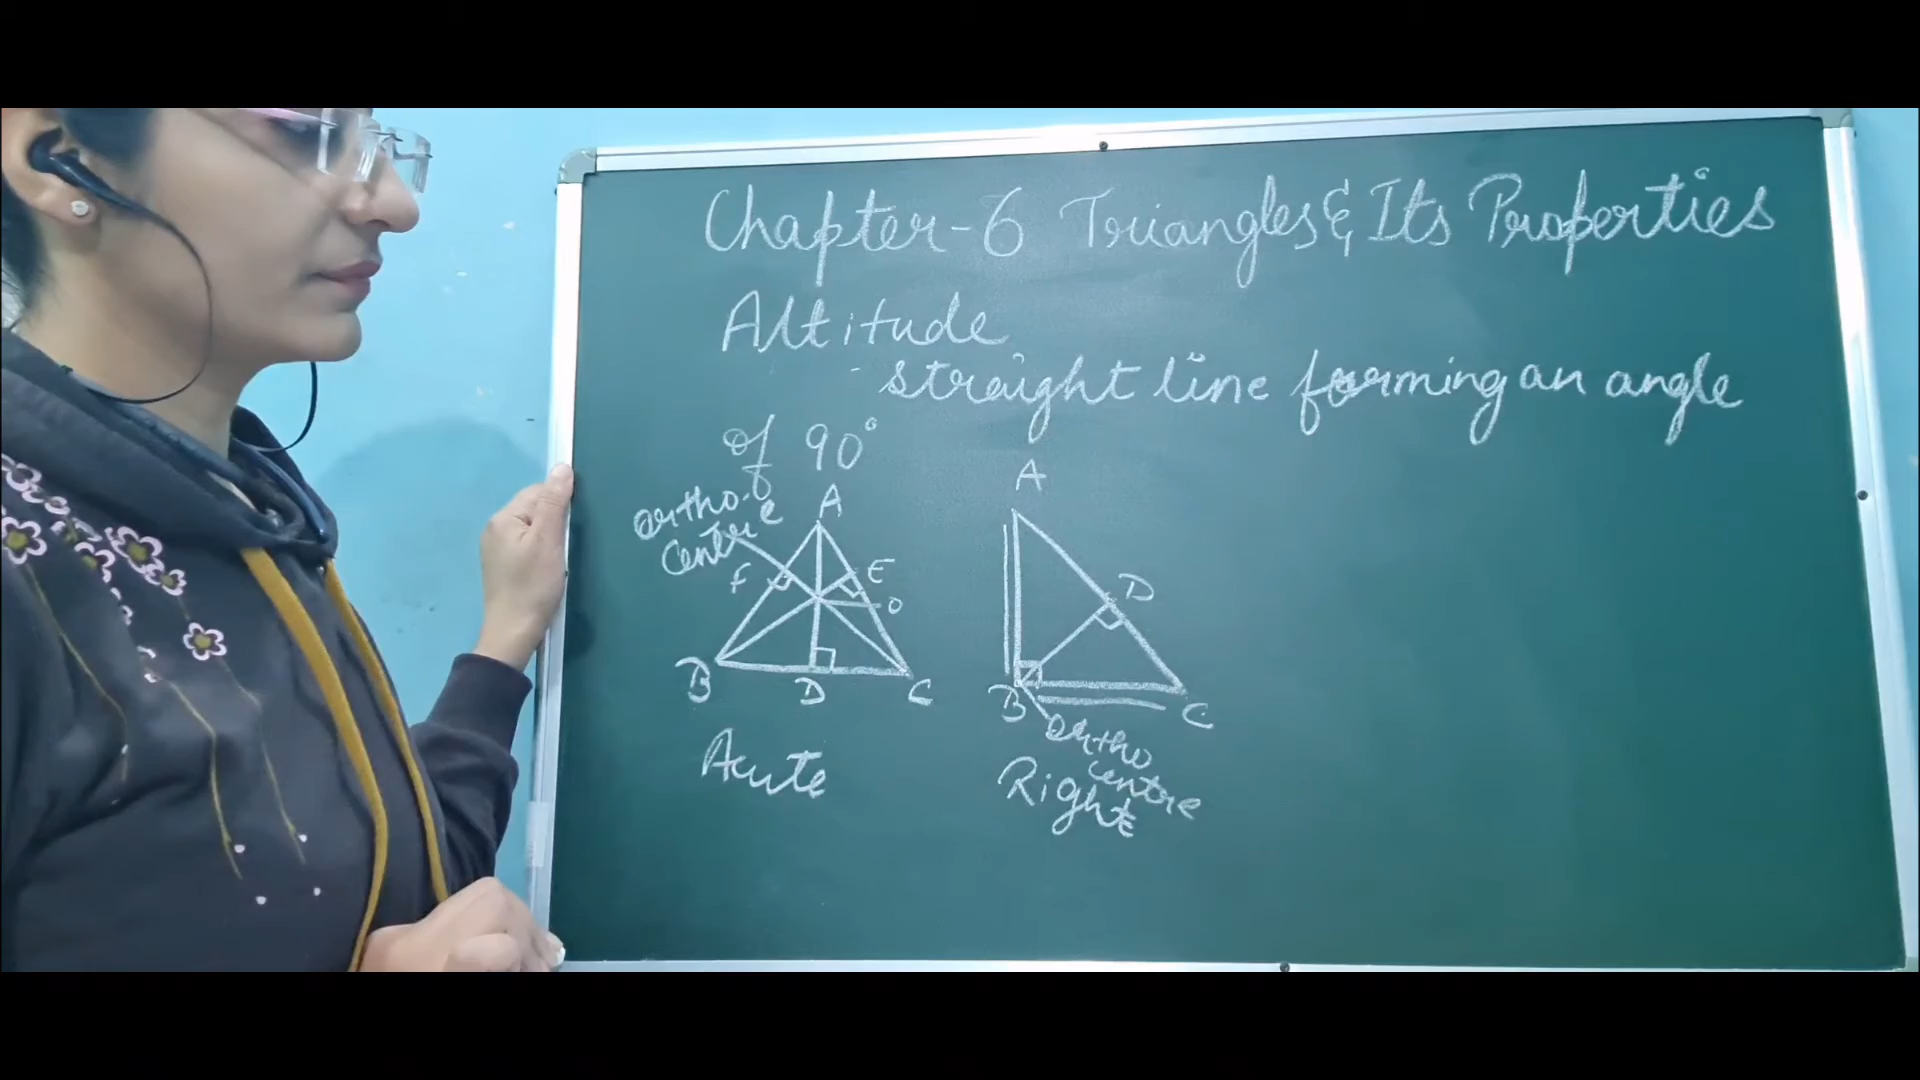 Chapter-6 Triangles & Its Properties
Altitude
- straight line forming an angle
of 90°
ortho-
centre
A
F
E
O
B
D
C
Acute
A
D
B
C
ortho
centre
Right